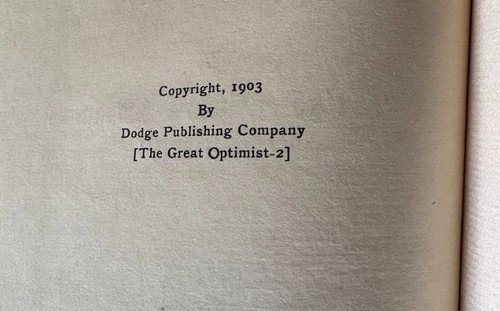 Copyright, 1903
By
Dodge Publishing Company
[The Great Optimist-2]